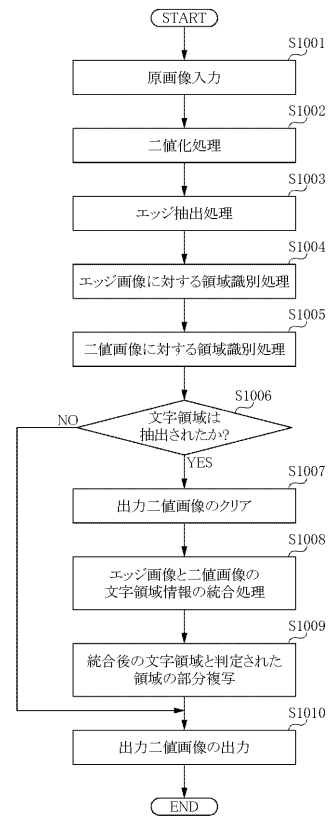 START
S1001
原画像入力
S1002
二値化処理
S1003
エッジ抽出処理
S1004
エッジ画像に対する領域識別処理
S1005
二値画像に対する領域識別処理
S1006
文字領域は
抽出されたか?
NO
YES
S1007
出力二値画像のクリア
S1008
エッジ画像と二値画像の
文字領域情報の統合処理
S1009
統合後の文字領域と判定された
領域の部分複写
S1010
出力二値画像の出力
END